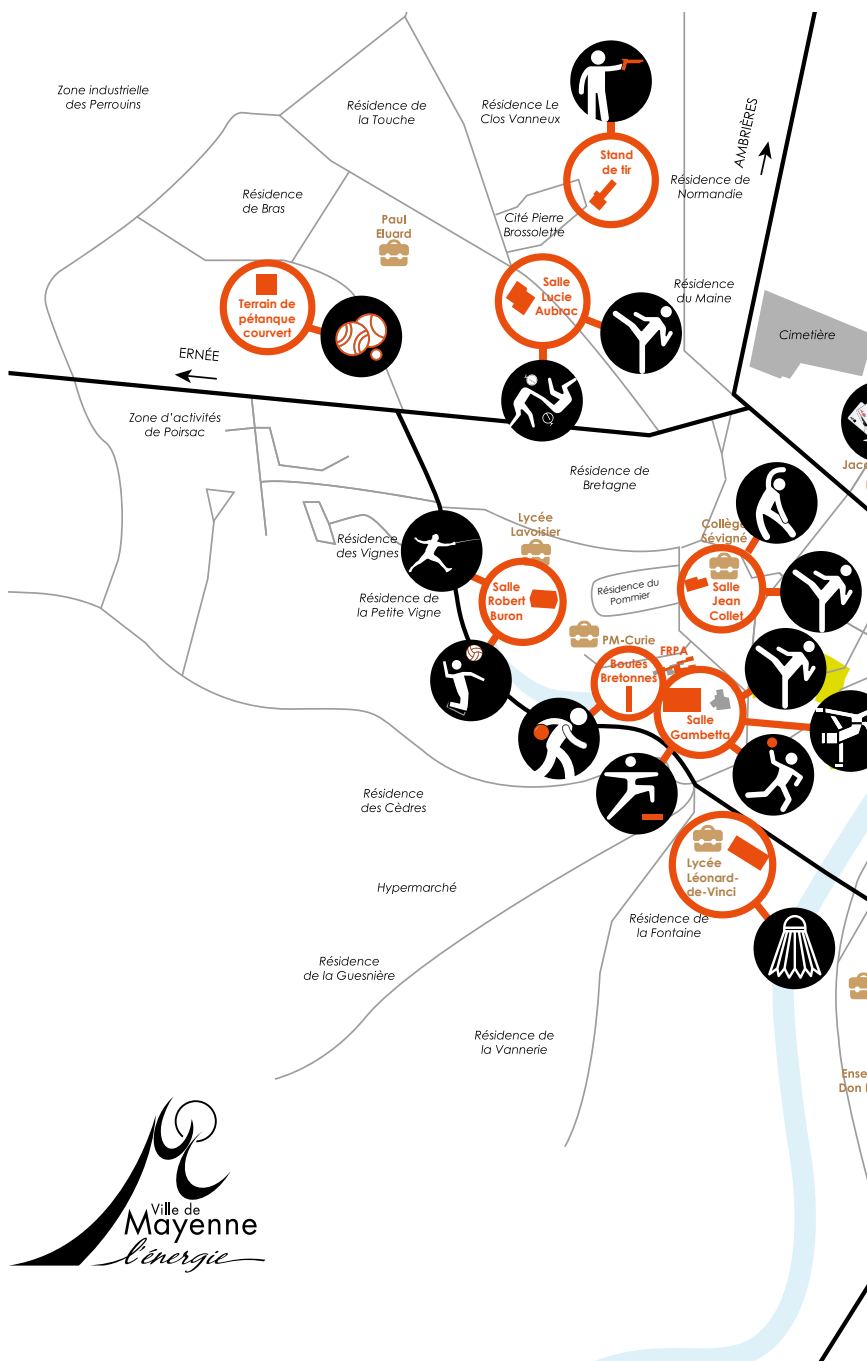 Zone industrielle
des Perrouins
Résidence de
la Touche
Résidence Le
Clos Vanneux
AMBRIÈRES
Stand
de tir
Résidence de
Normandie
Résidence
de Bras
Paul
Eluard
Cité Pierre
Brossolette
Terrain de
pétanque
courvert
Salle
Lucie
Aubrac
Résidence
du Maine
Cimetière
ERNÉE
Zone d'activités
de Poirsac
Résidence de
Bretagne
Jac
Lycée
Lavoisier
Collège
Sévigné
Résidence
des Vignes
Résidence de
la Petite Vigne
Salle
Robert
Buron
Résidence du
Pommier
Salle
Jean
Collet
PM-Curie
FRPA
Boules
Bretonnes
Salle
Gambetta
Résidence
des Cèdres
Lycée
Léonard-
de-Vinci
Hypermarché
Résidence de
la Fontaine
Résidence
de la Guesnière
Résidence de
la Vannerie
Ense
Don
Ville de
Mayenne
l'énergie